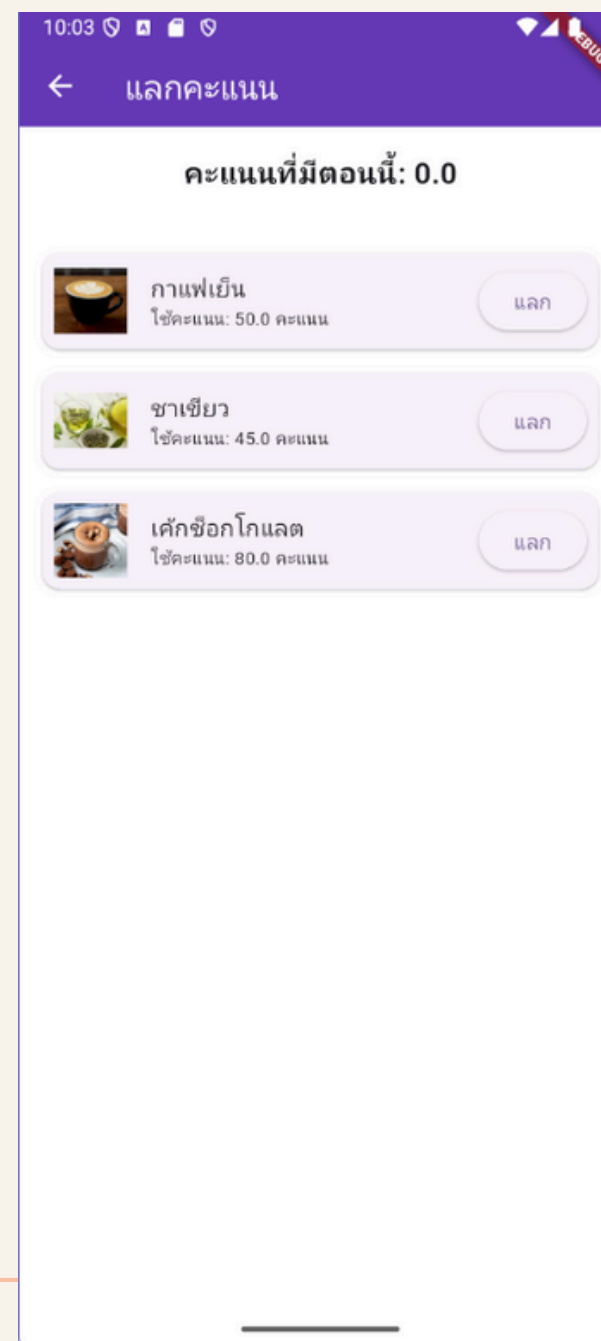 10:03
แลกคะแนน
คะแนนที่มีตอนนี้: 0.0
กาแฟเย็น
ใช้คะแนน: 50.0 คะแนน
แลก
ชาเขียว
ใช้คะแนน: 45.0 คะแนน
แลก
เค้กช็อกโกแลต
ใช้คะแนน: 80.0 คะแนน
แลก